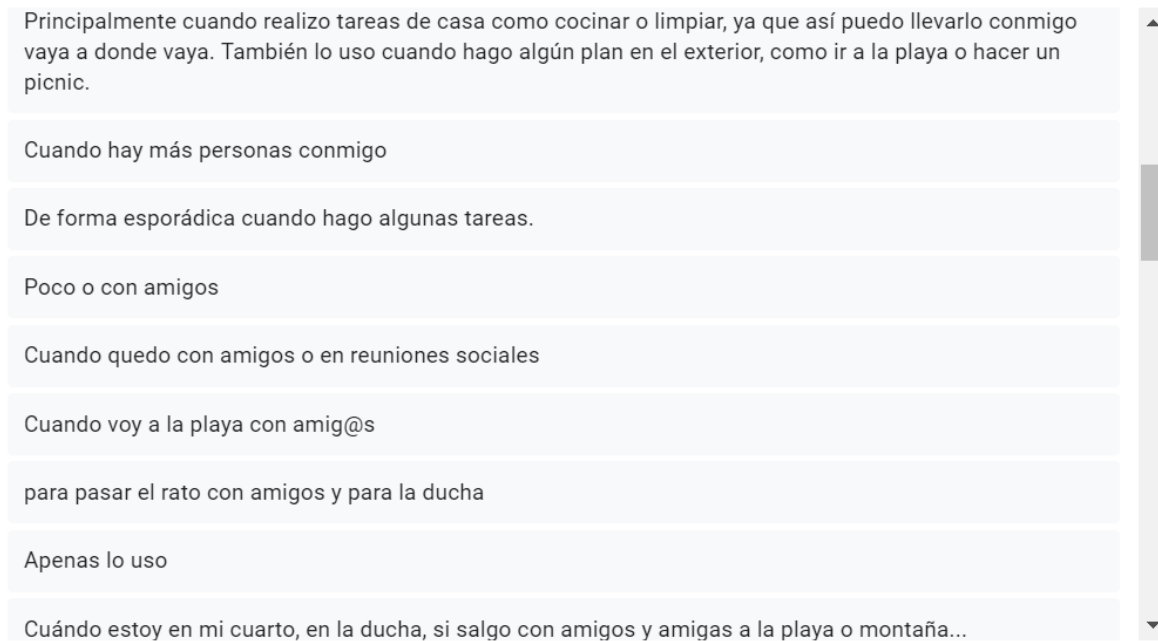 Principalmente cuando realizo tareas de casa como cocinar o limpiar, ya que así puedo llevarlo conmigo
vaya a donde vaya. También lo uso cuando hago algún plan en el exterior, como ir a la playa o hacer un
picnic.
Cuando hay más personas conmigo
De forma esporádica cuando hago algunas tareas.
Poco o con amigos
Cuando quedo con amigos o en reuniones sociales
Cuando voy a la playa con amig@s
para pasar el rato con amigos y para la ducha
Apenas lo uso
Cuándo estoy en mi cuarto, en la ducha, si salgo con amigos y amigas a la playa o montaña...